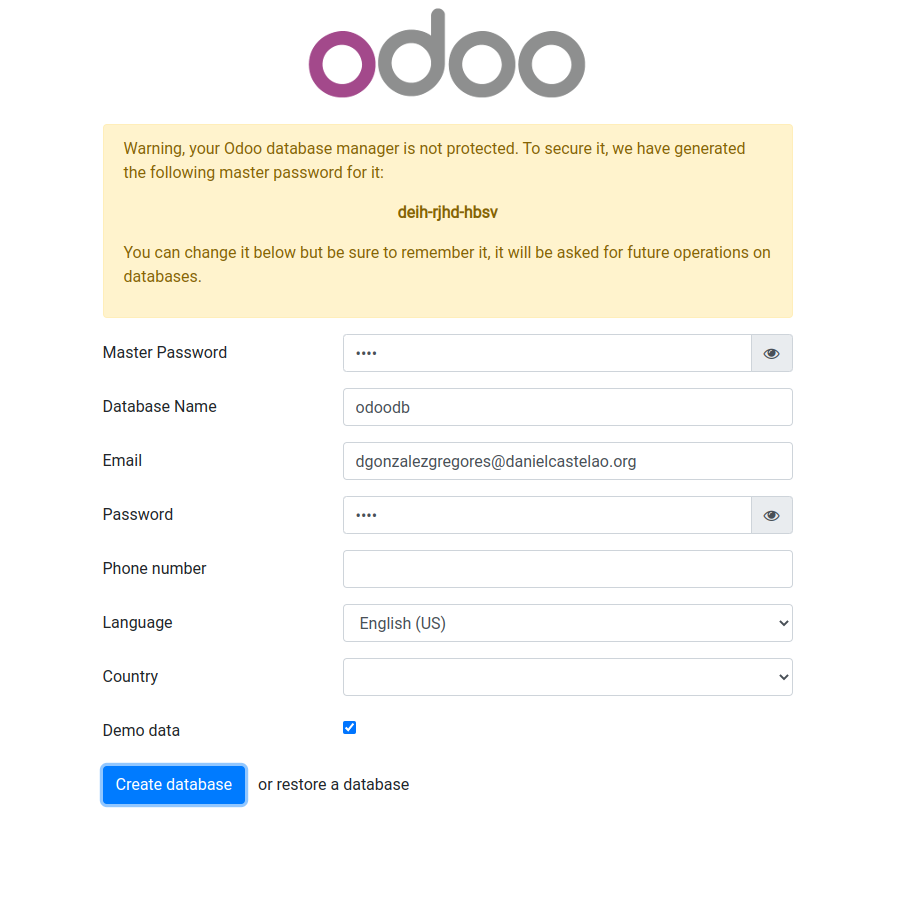 odoo
Warning, your Odoo database manager is not protected. To secure it, we have generated
the following master password for it:
deih-rjhd-hbsv
You can change it below but be sure to remember it, it will be asked for future operations on
databases.
Master Password ••••
Database Name odoodb
Email dgonzalezgregores@danielcastelao.org
Password ••••
Phone number
Language English (US)
Country
Demo data
Create database or restore a database